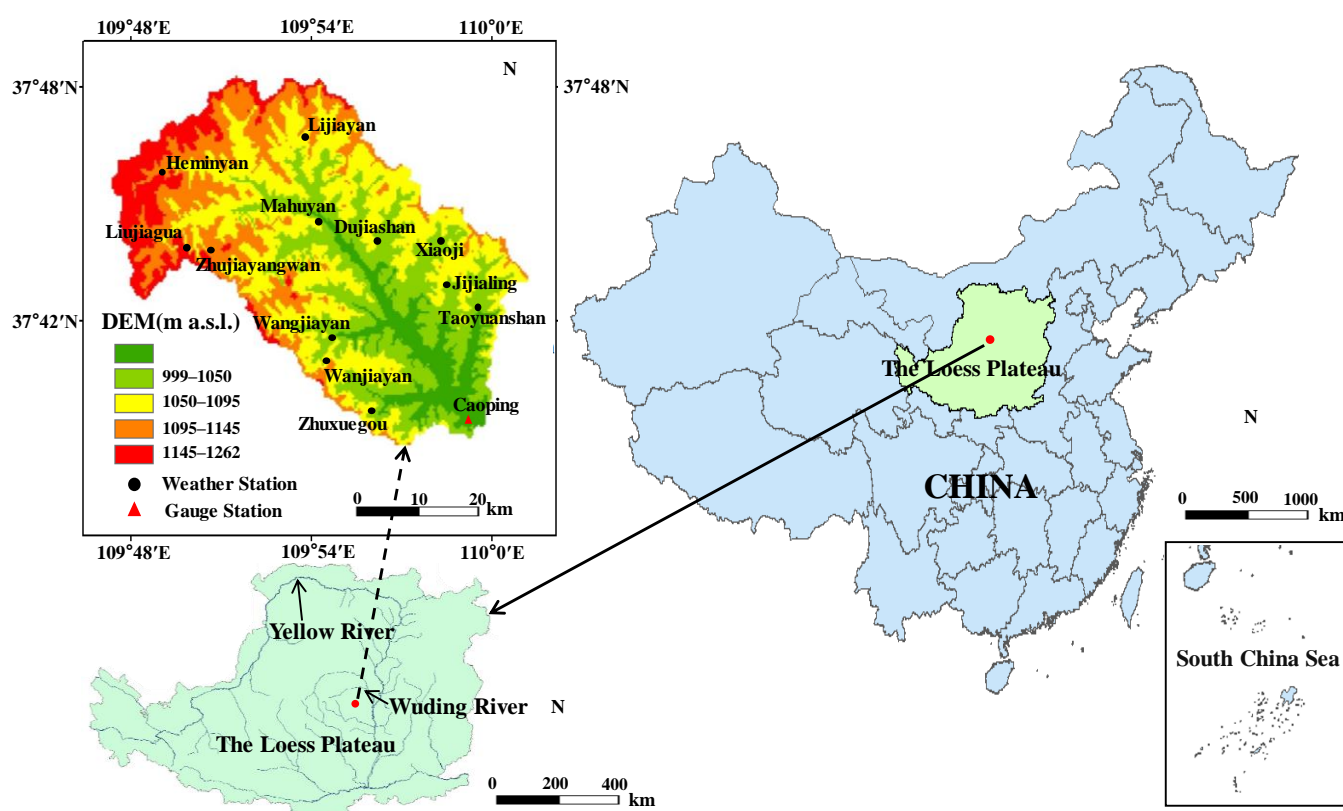 109°48′E 109°54′E 110°0′E
N
37°48′N 37°48′N
Lijiayan
Heminyan
Mahuyan
Dujiashan
Liujiagua
Xiaoji
Zhujiayangwan
Jijialing
37°42′N 37°42′N
Taoyuanshan
DEM(m a.s.l.)
Wangjiayan
999–1050
Wanjiayan
1050–1095
Caoping
1095–1145
Zhuxuegou
1145–1262
Weather Station
Gauge Station
0 10 20
km
109°48′E 109°54′E 110°0′E
The Loess Plateau
N
CHINA
0 500 1000
km
Yellow River
Wuding River
N
The Loess Plateau
0 200 400
km
South China Sea